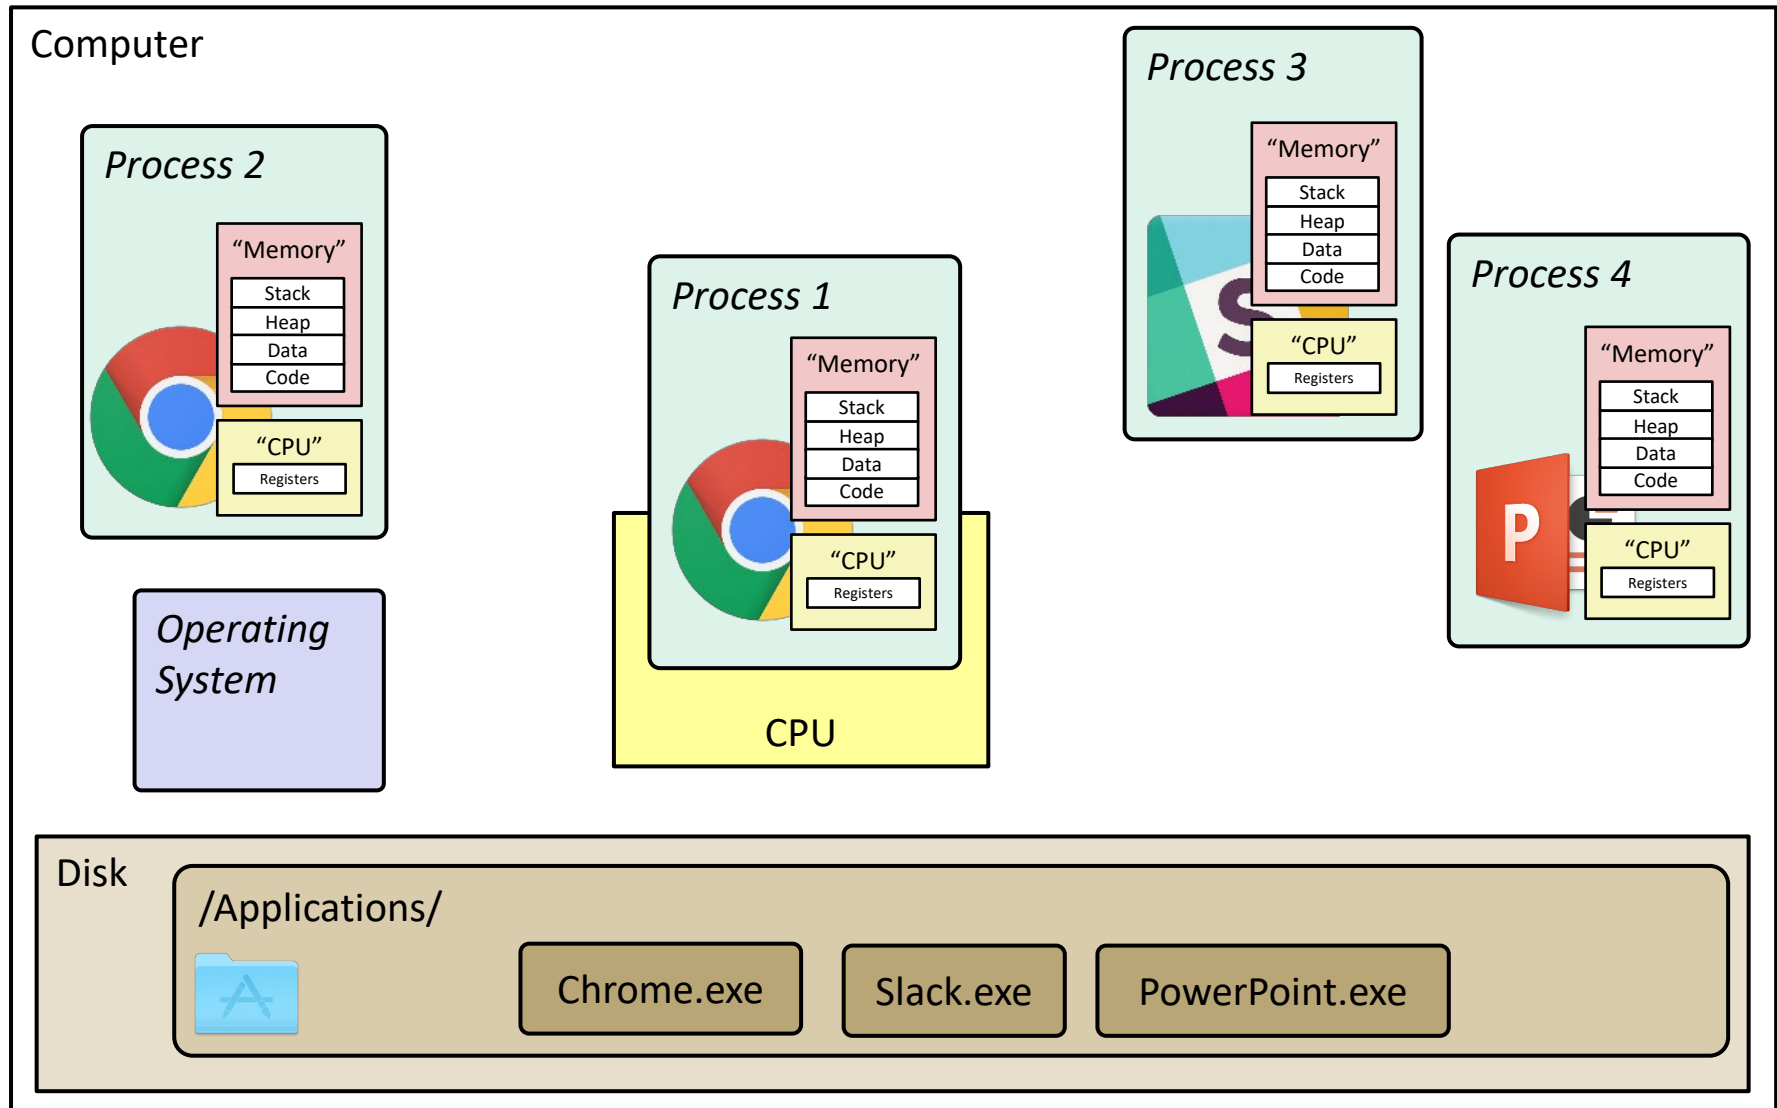 Computer
Process 2
“Memory”
Stack
Heap
Data
Code
“CPU”
Registers
Process 1
“Memory”
Stack
Heap
Data
Code
“CPU”
Registers
CPU
Process 3
“Memory”
Stack
Heap
Data
Code
S
“CPU”
Registers
Process 4
“Memory”
Stack
Heap
Data
Code
P
“CPU”
Registers
Operating
System
Disk
/Applications/
Chrome.exe
Slack.exe
PowerPoint.exe